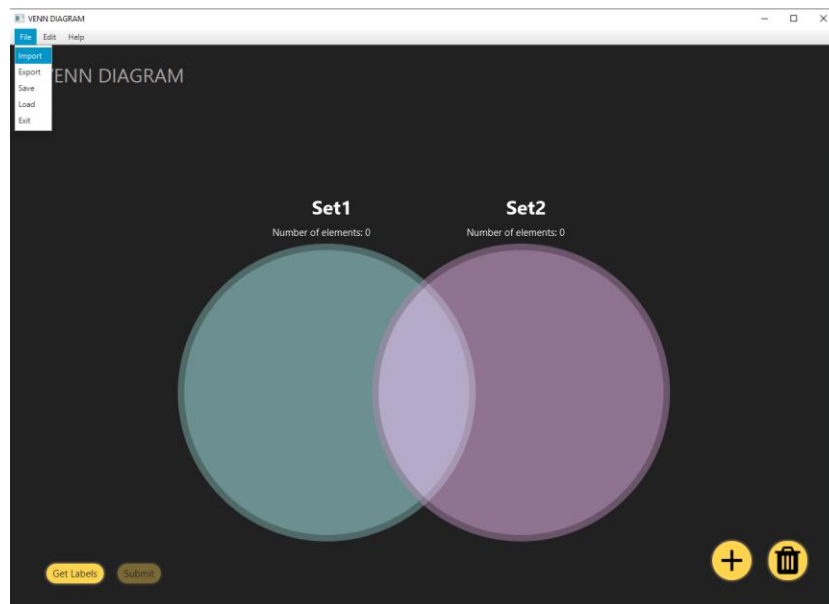 VENN DIAGRAM
File Edit Help
Import
Export
Save
Load
Exit
VENN DIAGRAM
Set1 Set2
Number of elements: 0 Number of elements: 0
Get Labels Submit